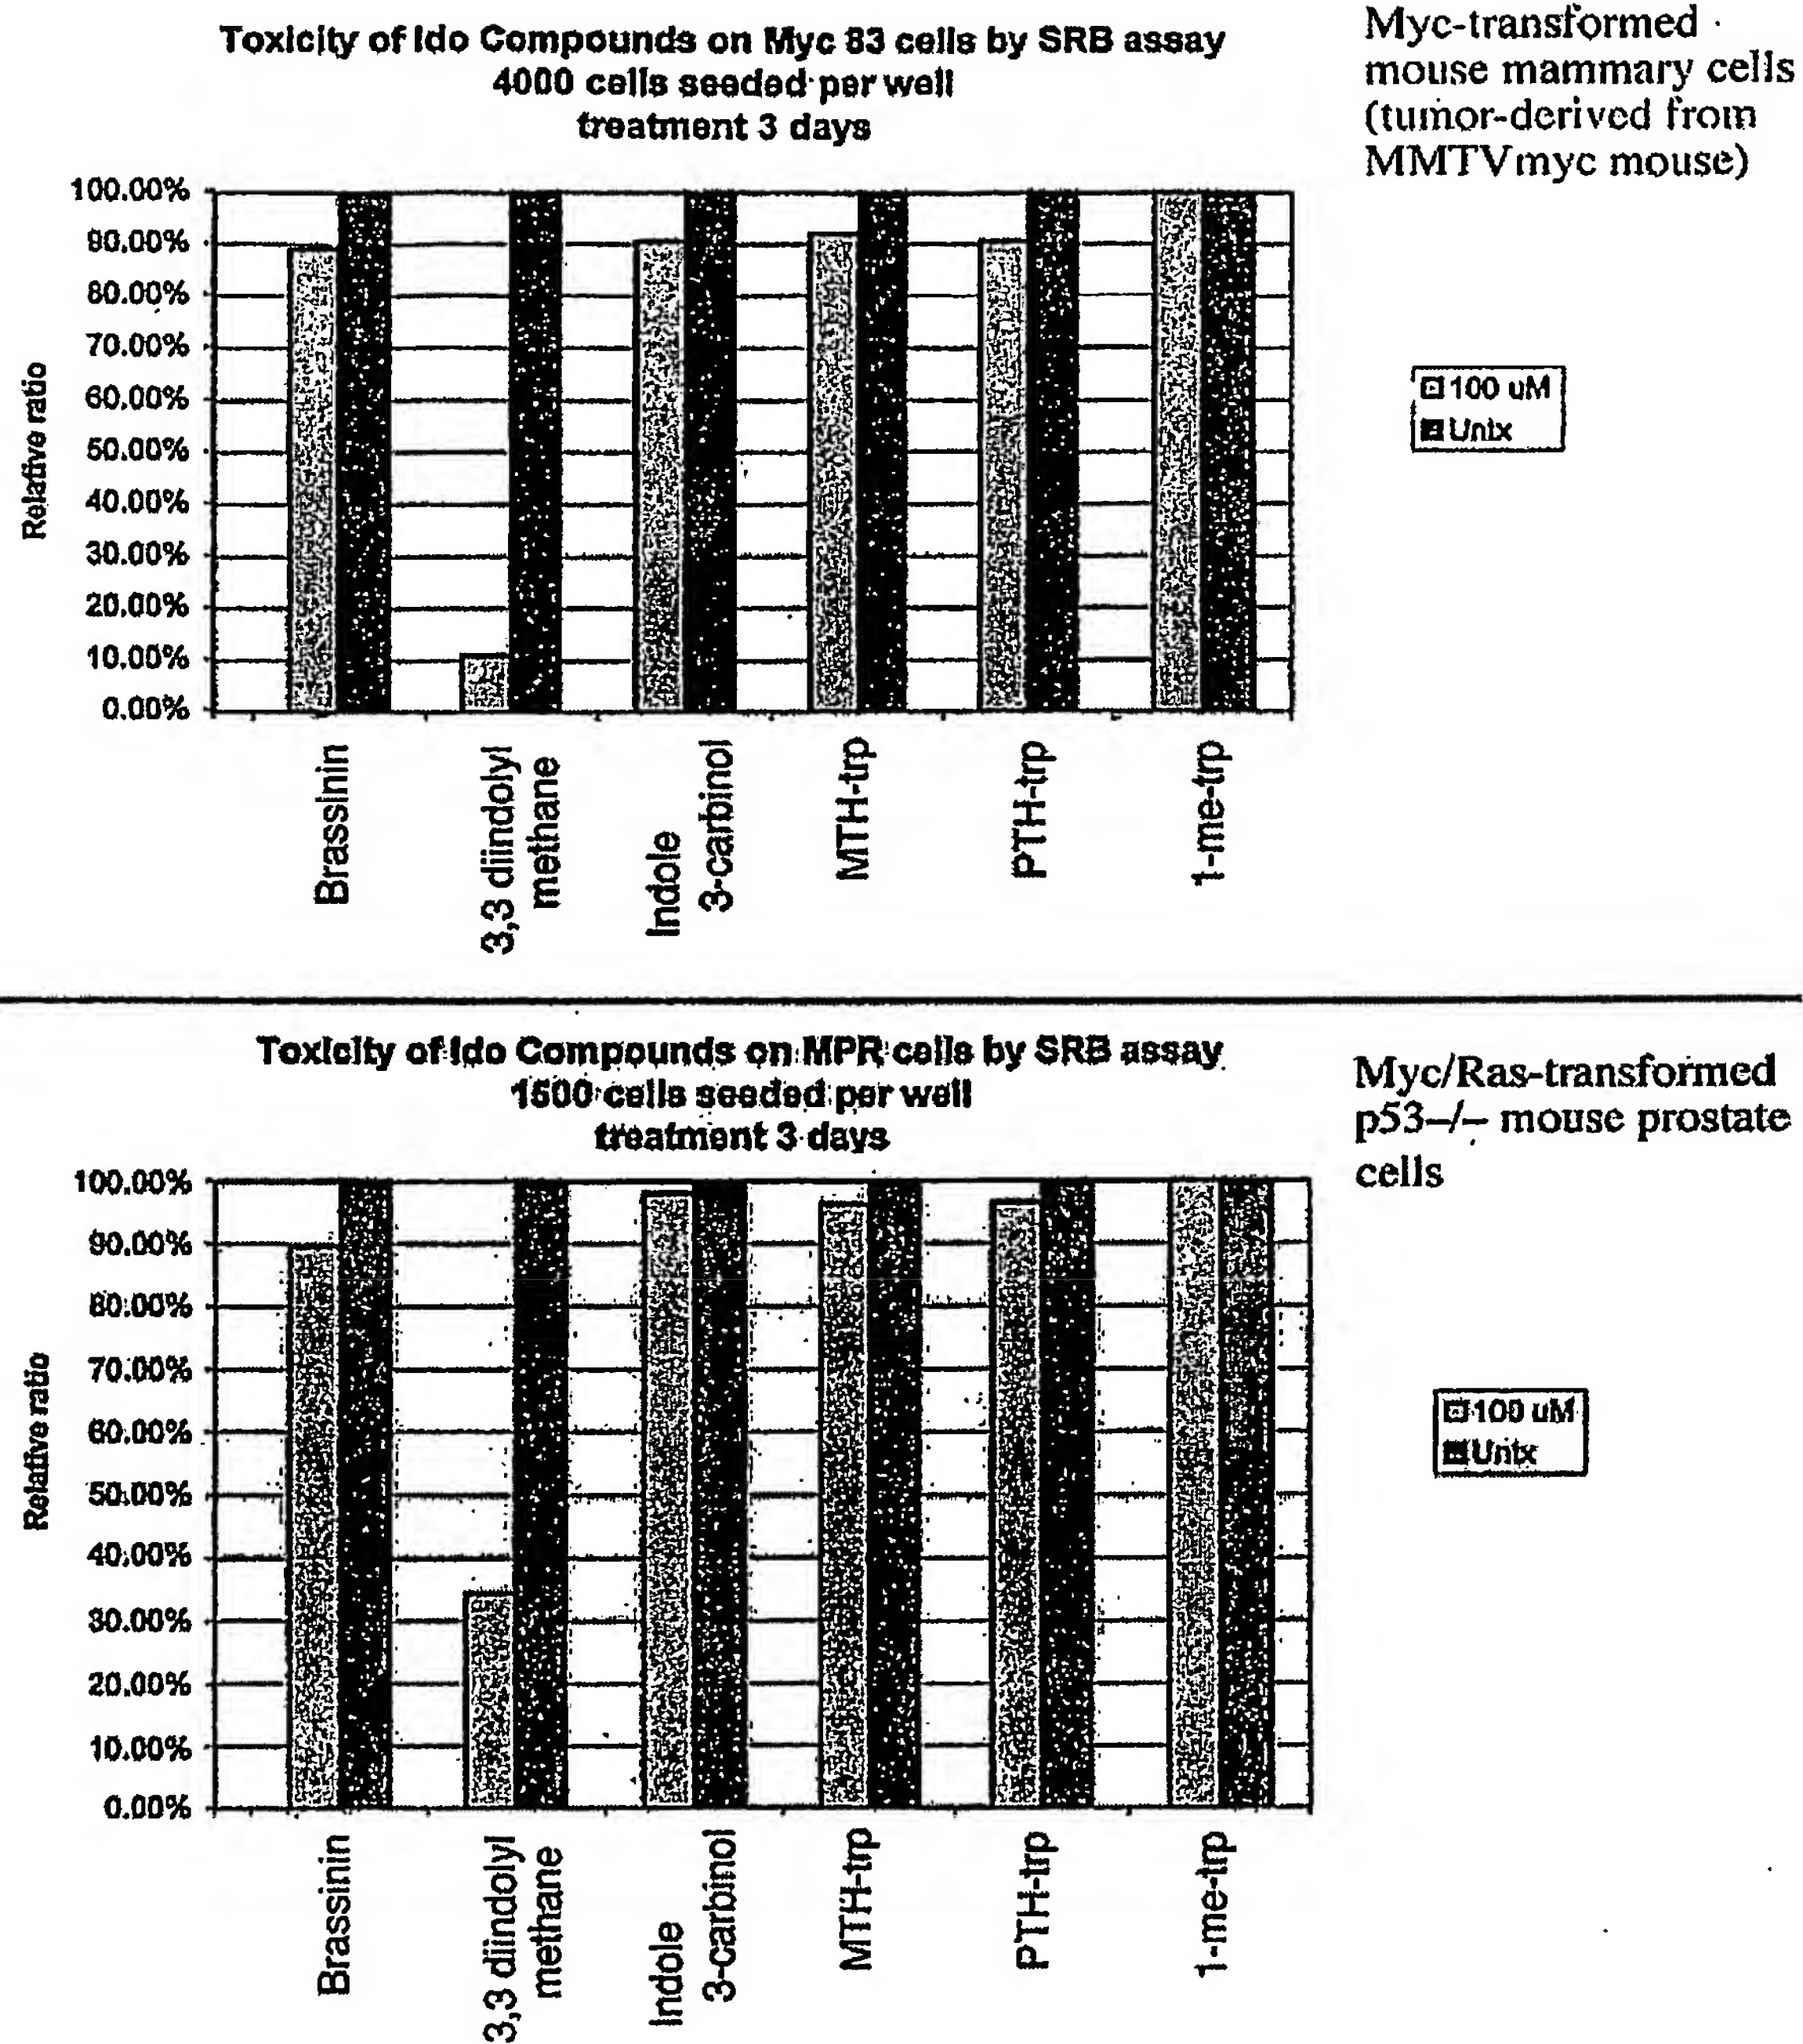 Toxicity of Ido Compounds on Myc 83 cells by SRB assay
4000 cells seeded per well
treatment 3 days
Myc-transformed
mouse mammary cells
(tumor-derived from
MMTVmyc mouse)
Relative ratio
100.00%
90.00%
80.00%
70.00%
60.00%
50.00%
40.00%
30.00%
20.00%
10.00%
0.00%
100 uM
Untx
Brassinin
3,3 diindolyl
methane
Indole
3-carbinol
MTH-trp
PTH-trp
1-me-trp
Toxicity of Ido Compounds on MPR cells by SRB assay
1500 cells seeded per well
treatment 3 days
Myc/Ras-transformed
p53–/– mouse prostate
cells
Relative ratio
100.00%
90.00%
80.00%
70.00%
60.00%
50.00%
40.00%
30.00%
20.00%
10.00%
0.00%
100 uM
Untx
Brassinin
3,3 diindolyl
methane
Indole
3-carbinol
MTH-trp
PTH-trp
1-me-trp